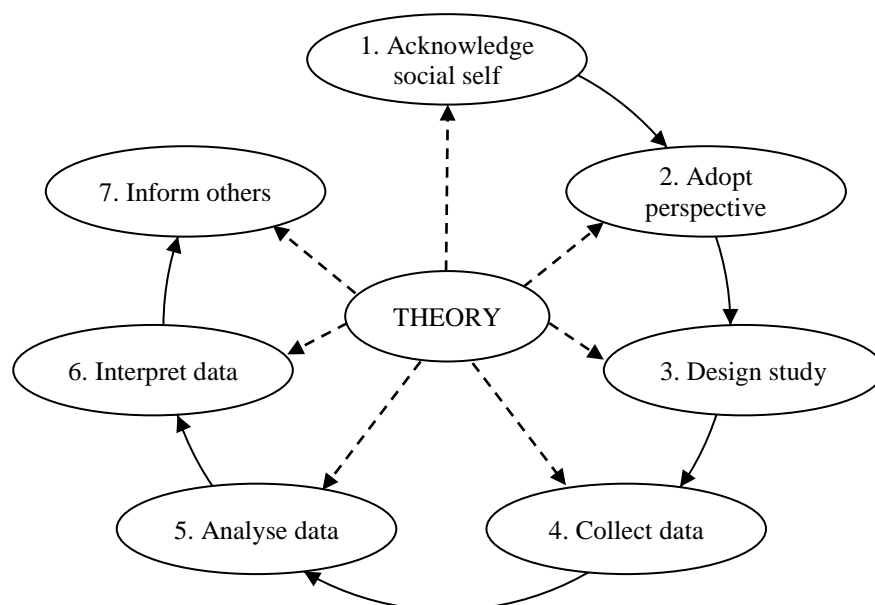 1. Acknowledge
social self
2. Adopt
perspective
7. Inform others
THEORY
6. Interpret data
3. Design study
5. Analyse data
4. Collect data